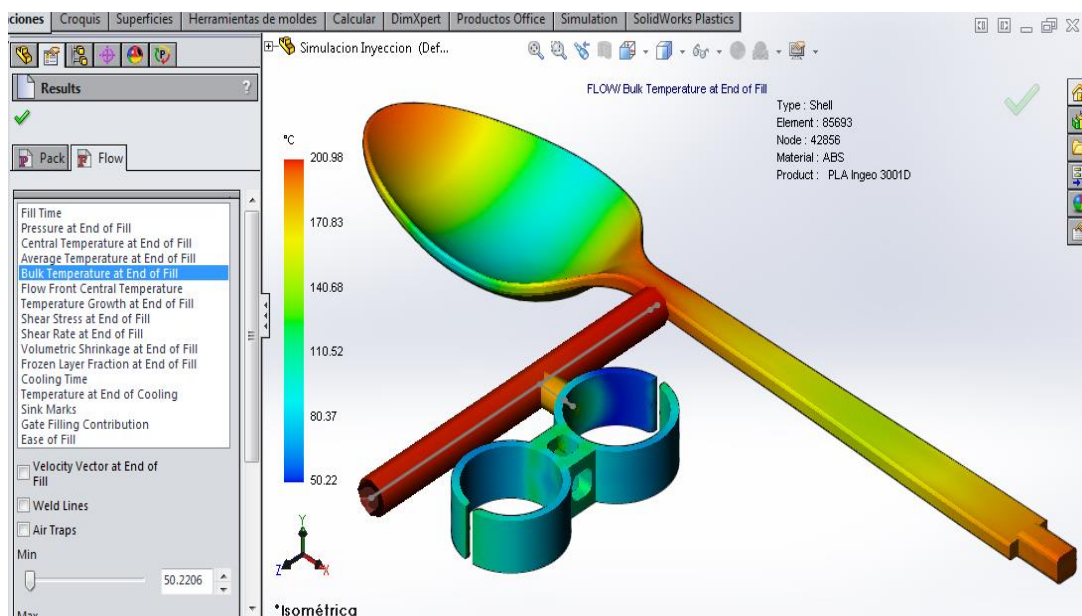 ciones Croquis Superficies Herramientas de moldes Calcular DimXpert Productos Office Simulation SolidWorks Plastics
Simulacion Inyeccion (Def...
Results ?
Pack Flow
Fill Time
Pressure at End of Fill
Central Temperature at End of Fill
Average Temperature at End of Fill
Bulk Temperature at End of Fill
Flow Front Central Temperature
Temperature Growth at End of Fill
Shear Stress at End of Fill
Shear Rate at End of Fill
Volumetric Shrinkage at End of Fill
Frozen Layer Fraction at End of Fill
Cooling Time
Temperature at End of Cooling
Sink Marks
Gate Filling Contribution
Ease of Fill
Velocity Vector at End of
Fill
Weld Lines
Air Traps
Min
50.2206
Max
FLOW/ Bulk Temperature at End of Fill
Type : Shell
Element : 85693
Node : 42856
Material : ABS
Product : PLA Ingeo 3001D
°C
200.98
170.83
140.68
110.52
80.37
50.22
Y
Z
X
*Isométrica